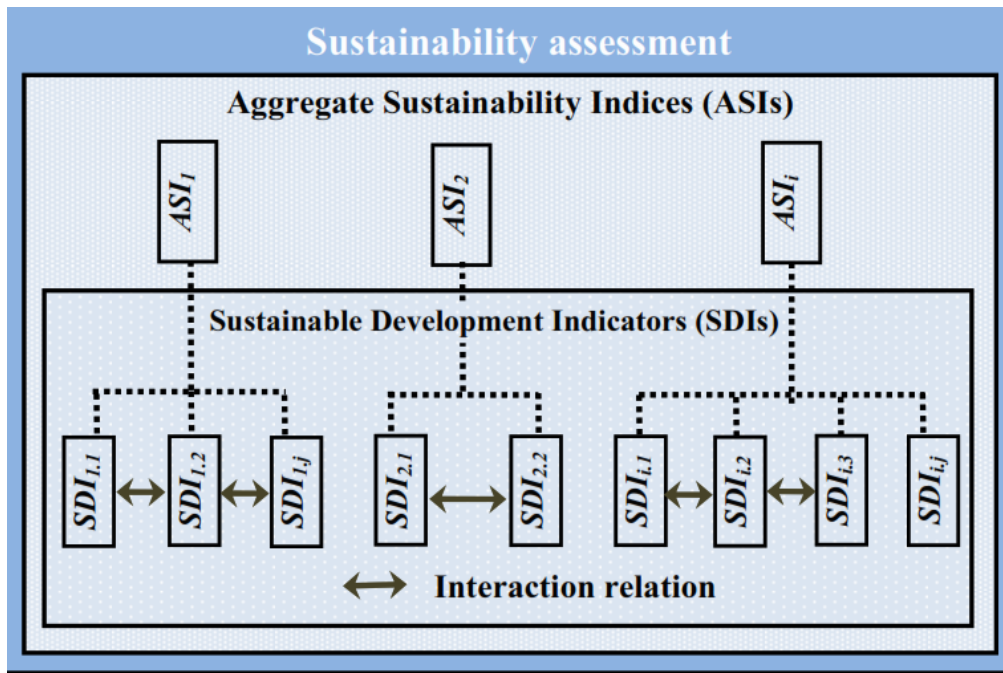 Sustainability assessment
Aggregate Sustainability Indices (ASIs)
ASI1
ASI2
ASIi
Sustainable Development Indicators (SDIs)
SDI1.1
SDI1.2
SDI1.j
SDI2.1
SDI2.2
SDIi.1
SDIi.2
SDIi.3
SDIi.j
Interaction relation